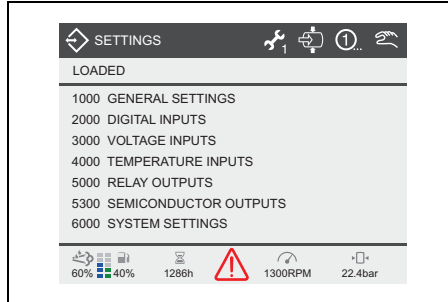 SETTINGS
1
1...
LOADED
1000 GENERAL SETTINGS
2000 DIGITAL INPUTS
3000 VOLTAGE INPUTS
4000 TEMPERATURE INPUTS
5000 RELAY OUTPUTS
5300 SEMICONDUCTOR OUTPUTS
6000 SYSTEM SETTINGS
60% 40% 1286h 1300RPM 22.4bar